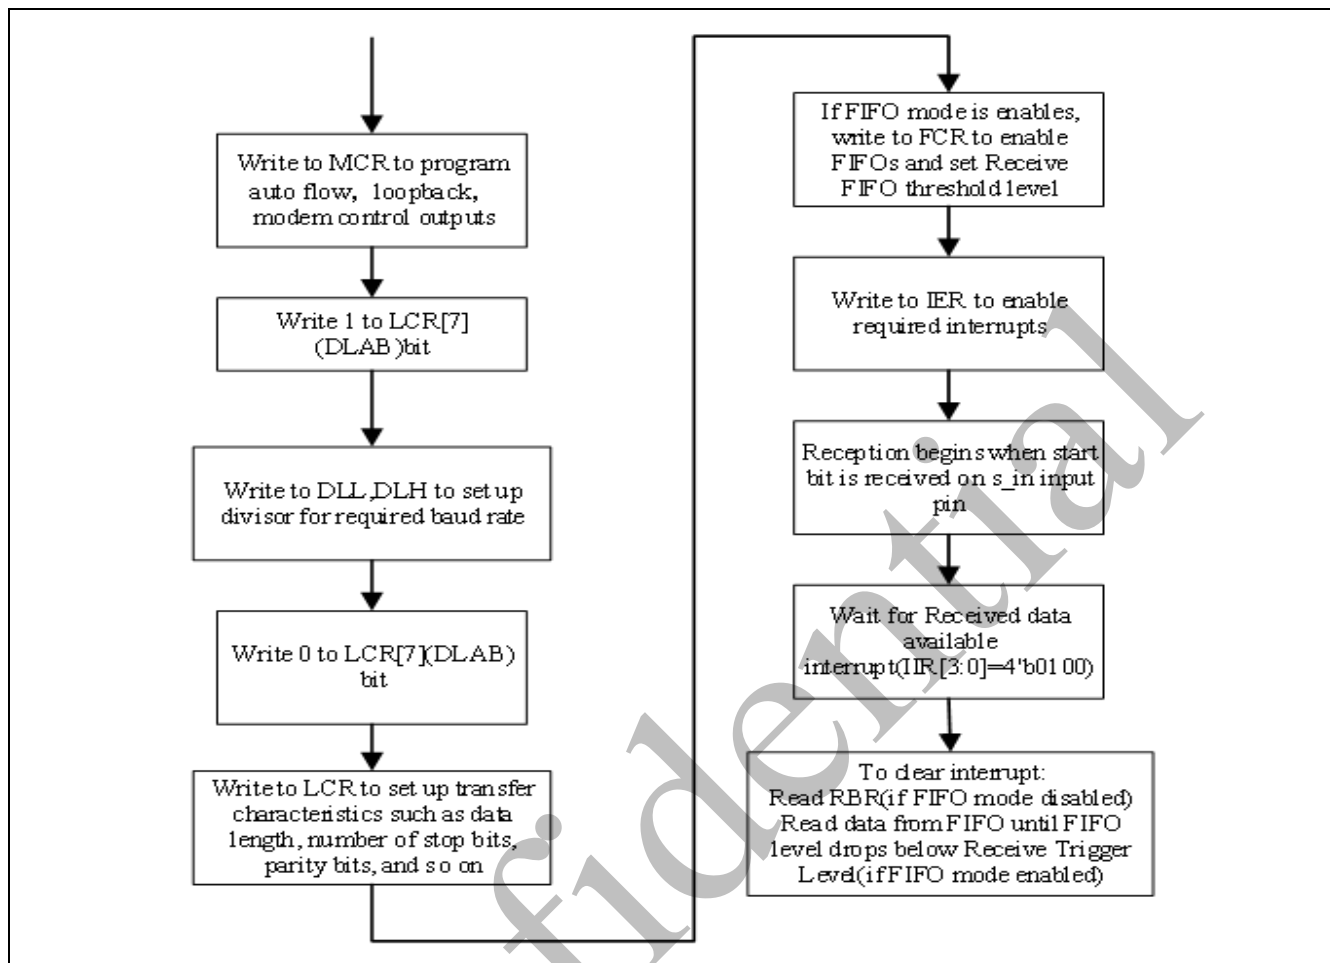 Write to MCR to program
auto flow, loopback,
modem control outputs
Write 1 to LCR[7]
(DLAB)bit
Write to DLL,DLH to set up
divisor for required baud rate
Write 0 to LCR[7](DLAB)
bit
Write to LCR to set up transfer
characteristics such as data
length, number of stop bits,
parity bits, and so on
If FIFO mode is enables,
write to FCR to enable
FIFOs and set Receive
FIFO threshold level
Write to IER to enable
required interrupts
Reception begins when start
bit is received on s_in input
pin
Wait for Received data
available
interrupt(IIR[3:0]=4'b0100)
To clear interrupt:
Read RBR(if FIFO mode disabled)
Read data from FIFO until FIFO
level drops below Receive Trigger
Level(if FIFO mode enabled)
fidential